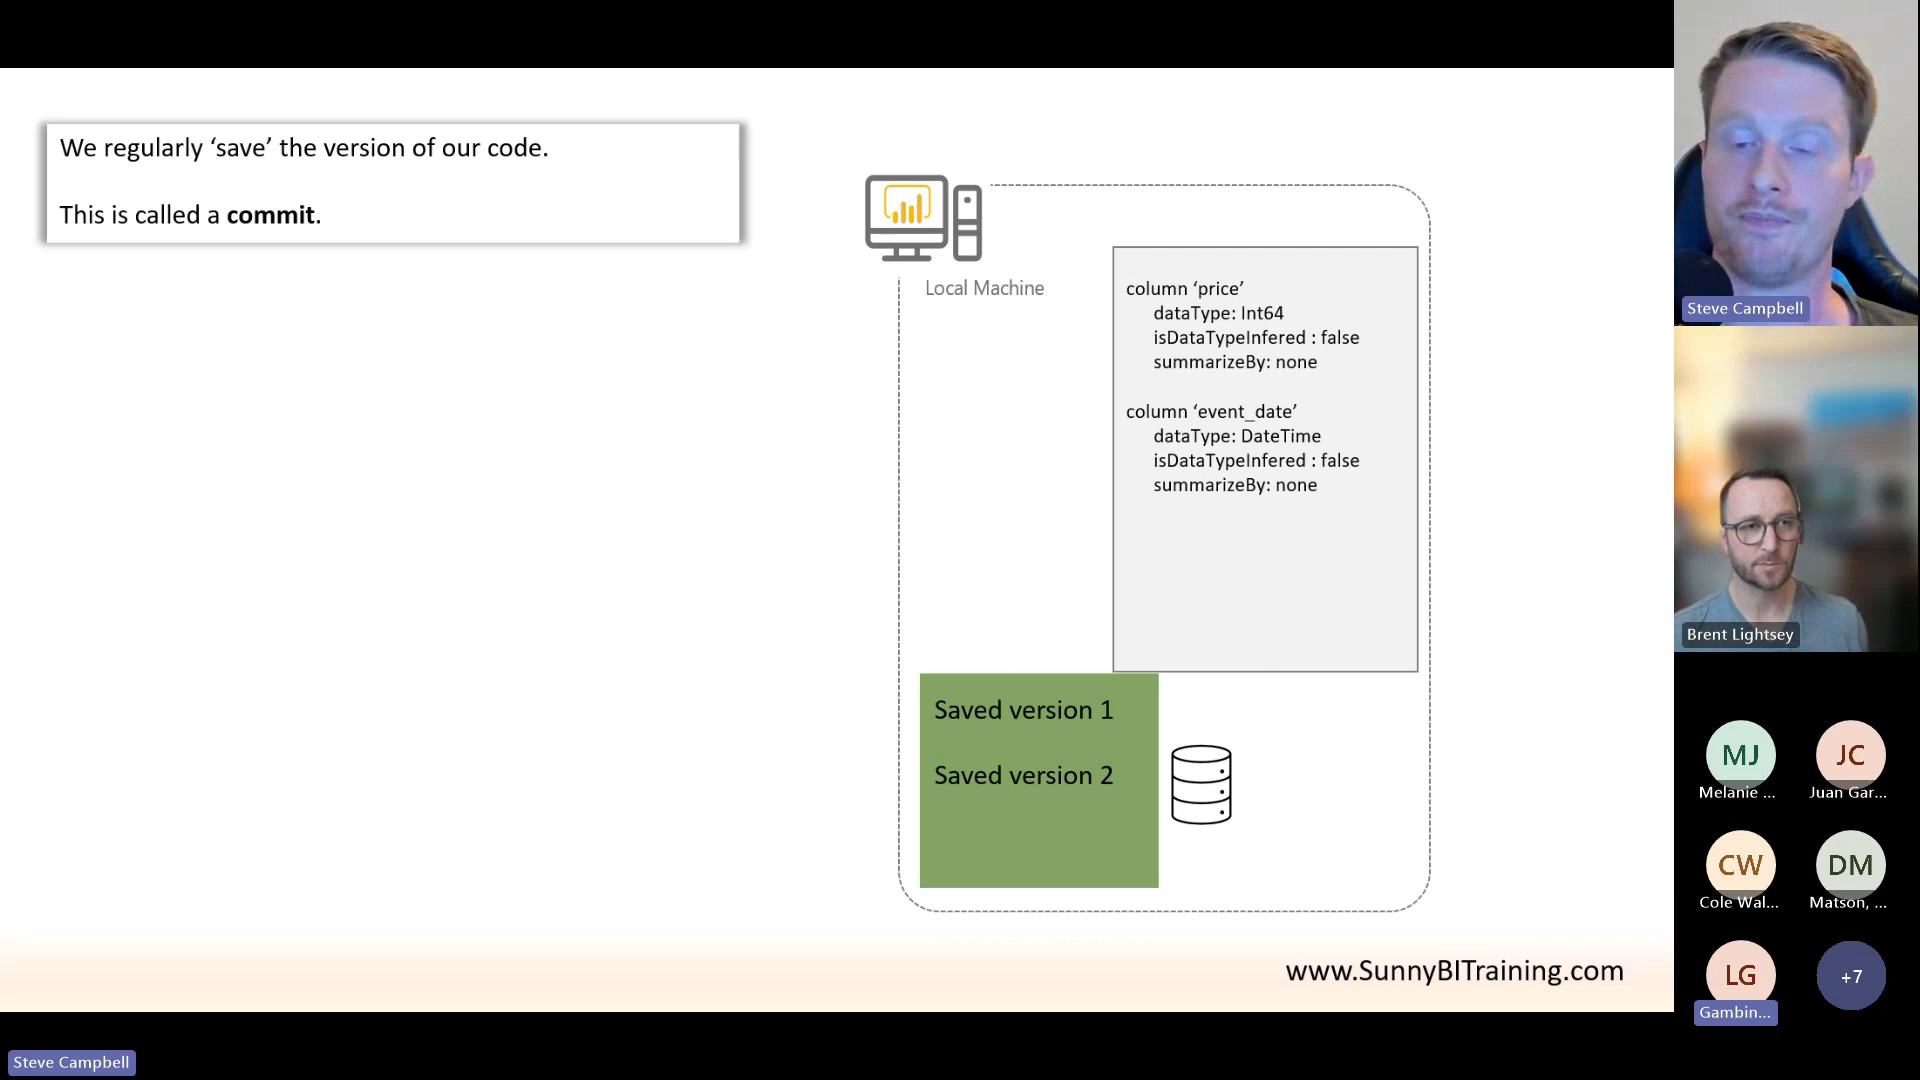 We regularly ‘save’ the version of our code.
This is called a commit.
Local Machine
column ‘price’
dataType: Int64
isDataTypeInfered : false
summarizeBy: none
column ‘event_date’
dataType: DateTime
isDataTypeInfered : false
summarizeBy: none
Saved version 1
Saved version 2
www.SunnyBITraining.com
Steve Campbell
Steve Campbell
Brent Lightsey
MJ
JC
Melanie ...
Juan Gar...
CW
DM
Cole Wal...
Matson, ...
LG
+7
Gambin...